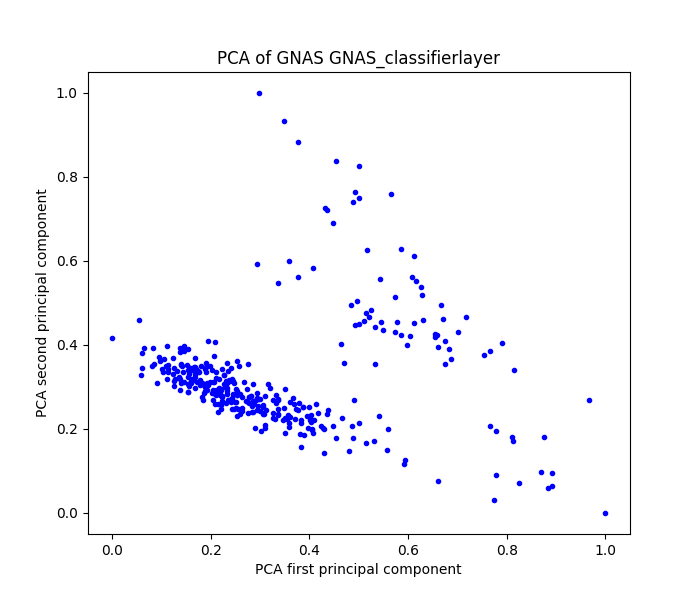 PCA of GNAS GNAS_classifierlayer
PCA second principal component
1.0
0.8
0.6
0.4
0.2
0.0
0.0 0.2 0.4 0.6 0.8 1.0
PCA first principal component